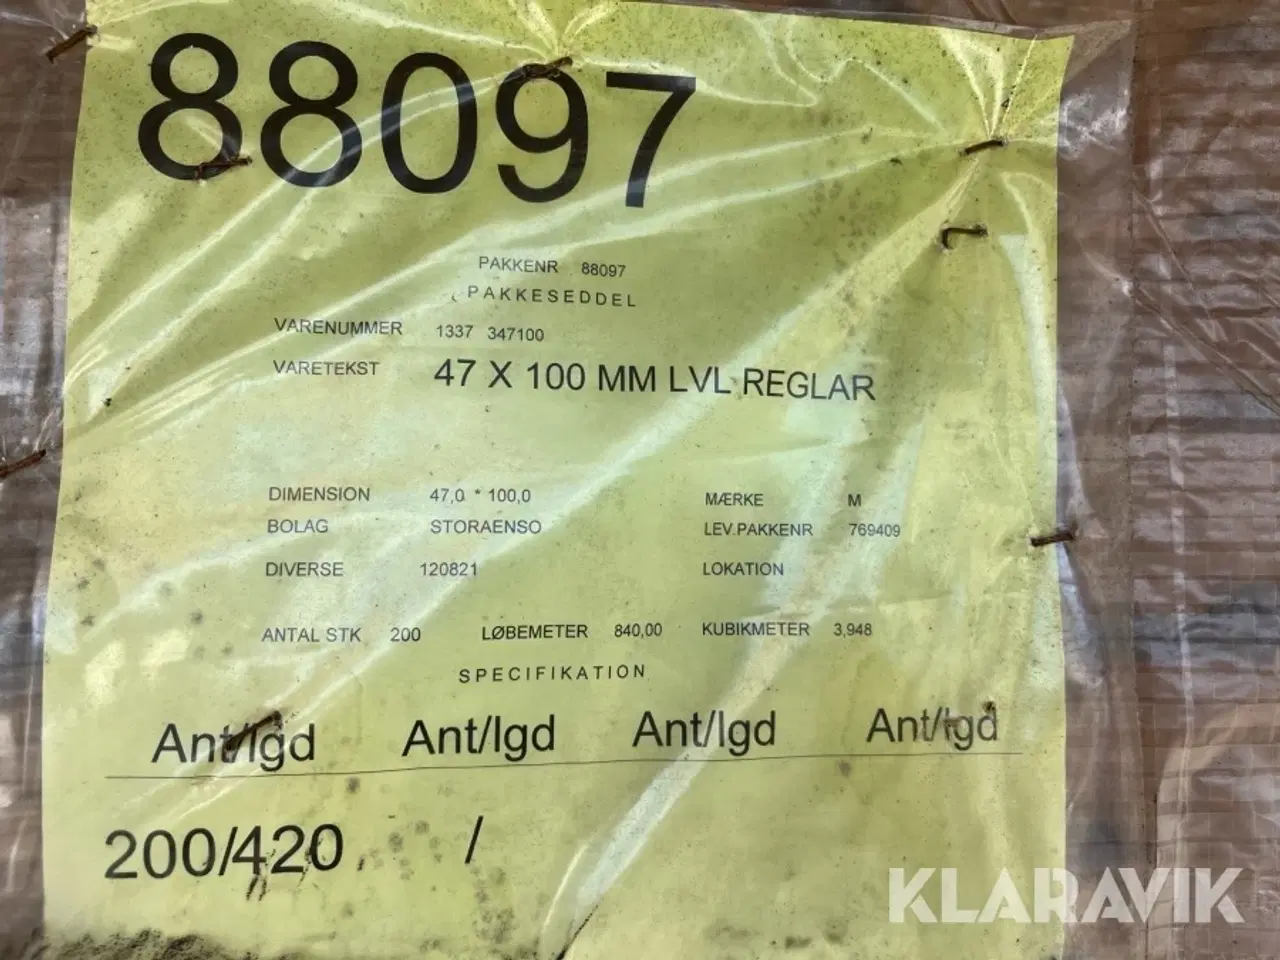 88097
PAKKENR 88097
PAKKESEDDEL
VARENUMMER 1337 347100
VARETEKST 47 X 100 MM LVL REGLAR
DIMENSION 47,0 * 100,0 MÆRKE M
BOLAG STORAENSO LEV.PAKKENR 769409
DIVERSE 120821 LOKATION
ANTAL STK 200 LØBEMETER 840,00 KUBIKMETER 3,948
SPECIFIKATION
Ant/lgd Ant/lgd Ant/lgd Ant/lgd
200/420 /
KLARAVIK